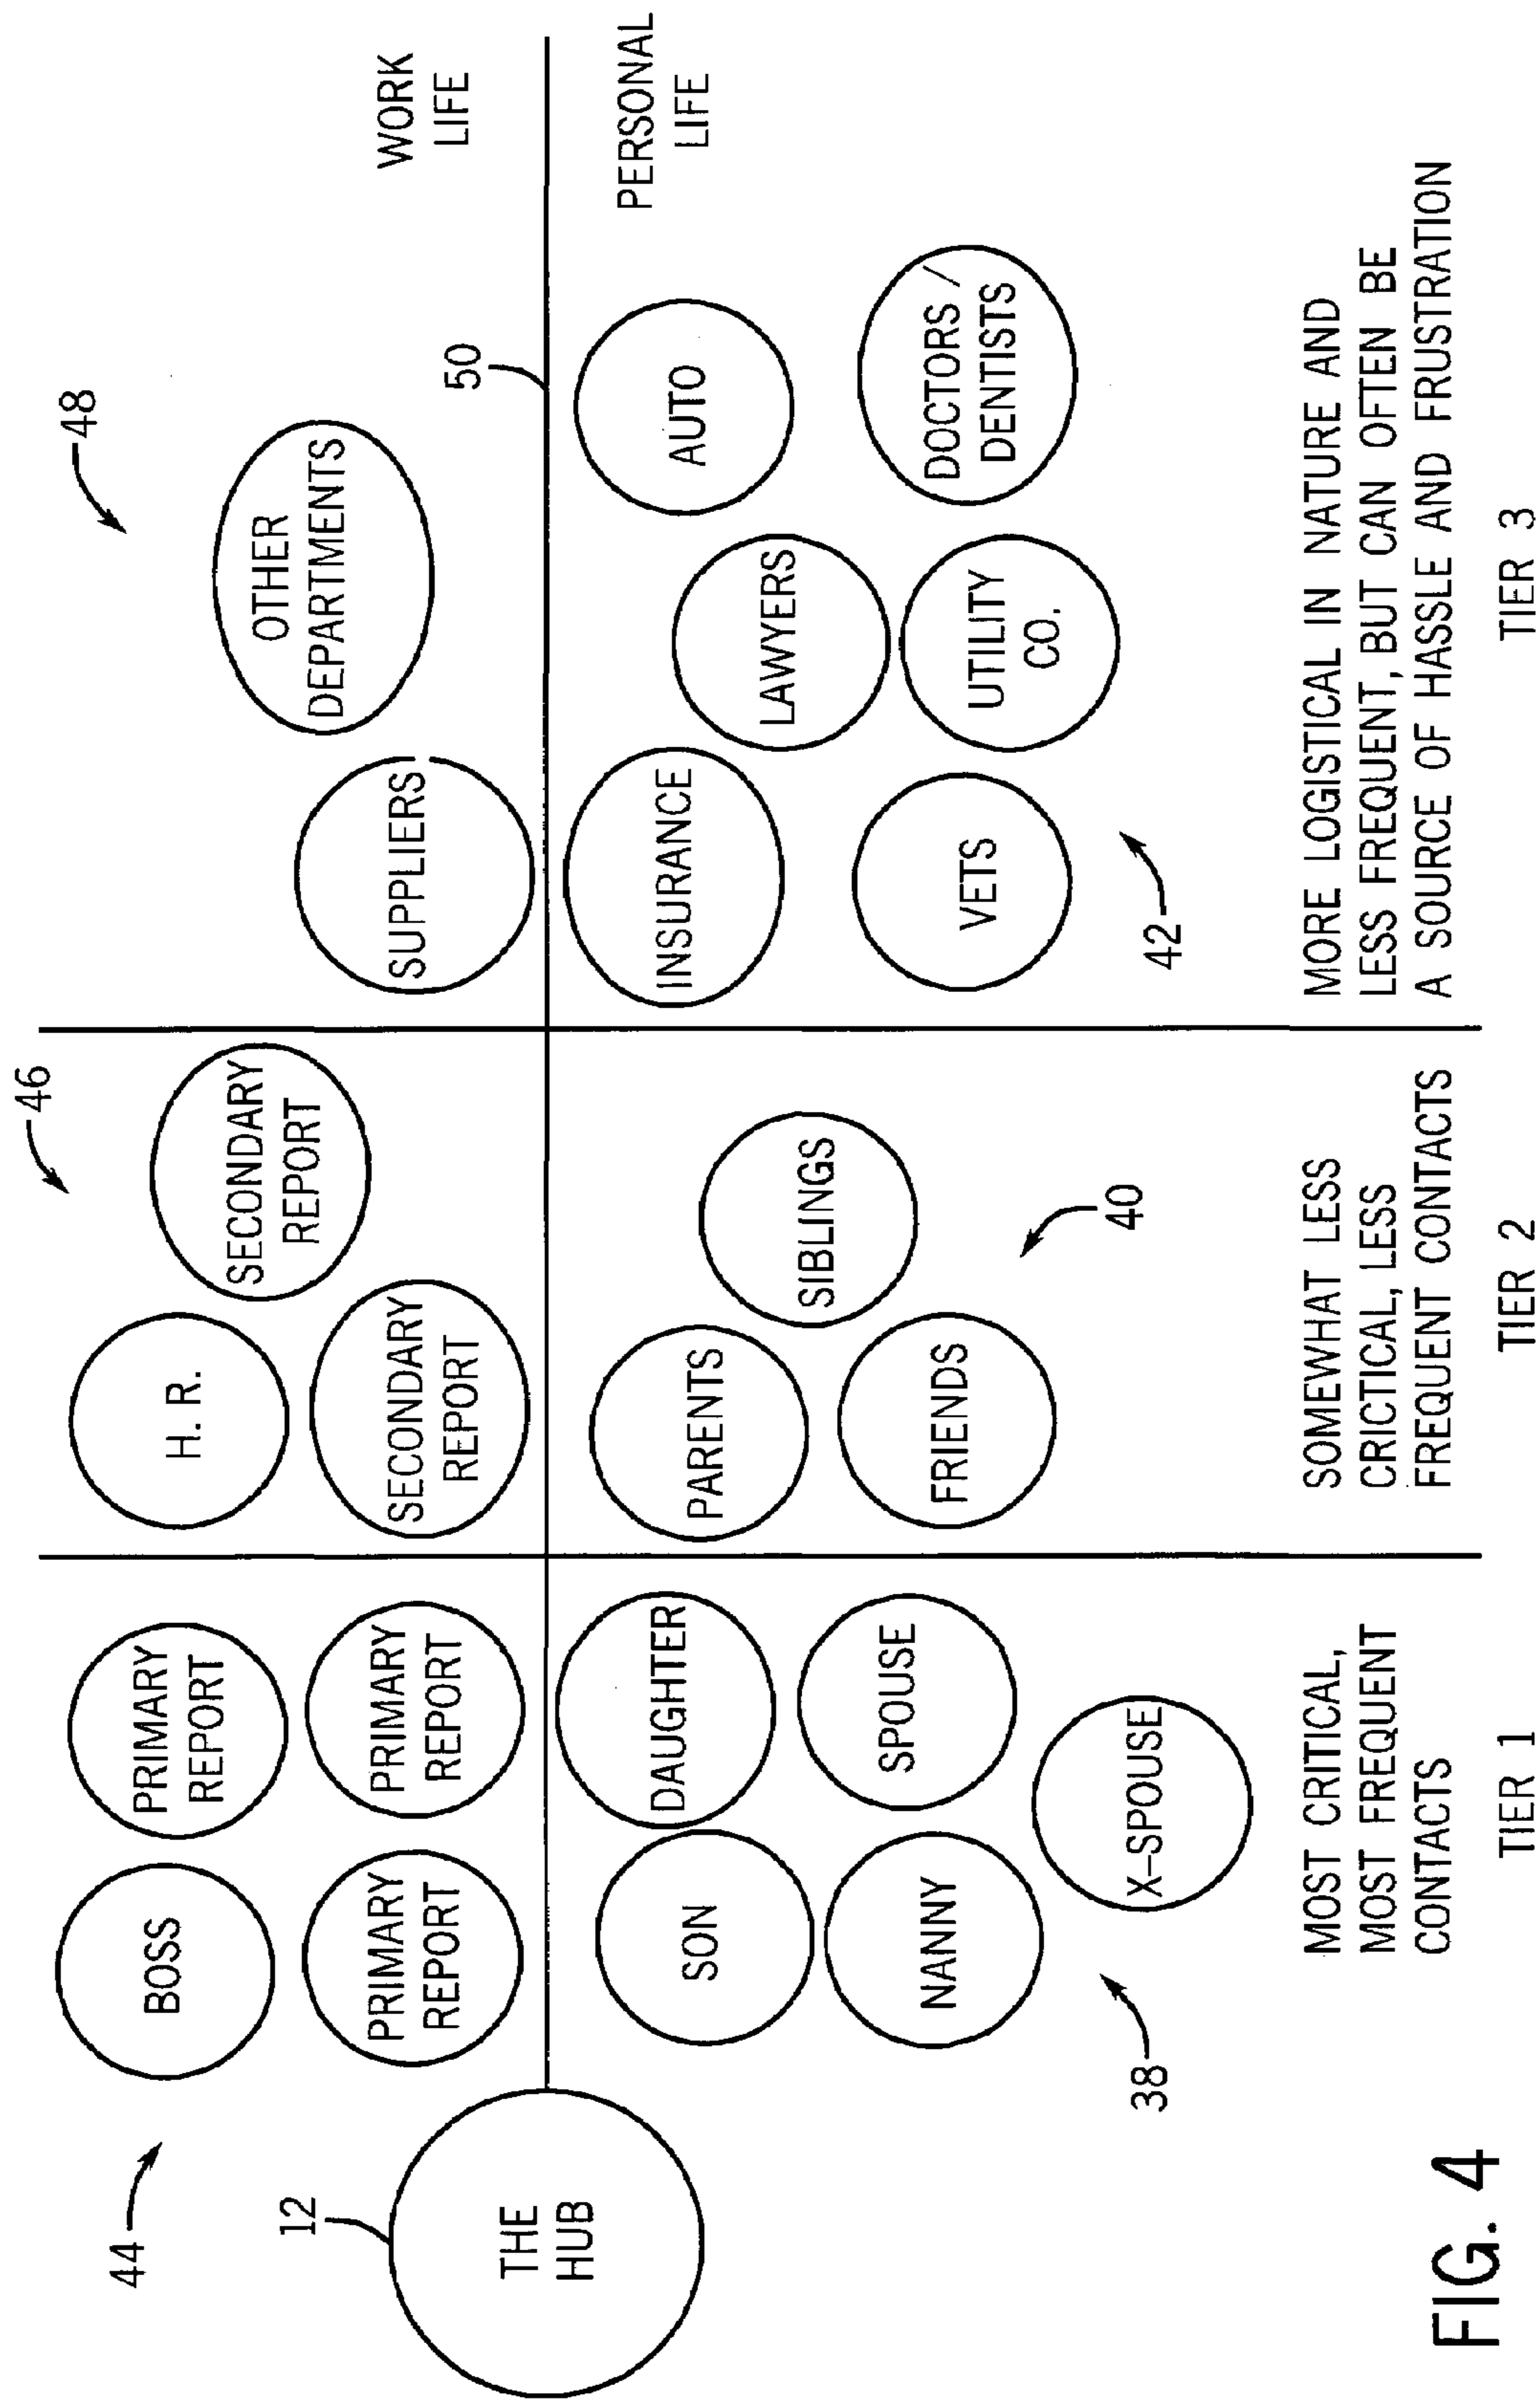 44
12
THE
HUB
BOSS
PRIMARY
REPORT
PRIMARY
REPORT
PRIMARY
REPORT
SON
DAUGHTER
NANNY
SPOUSE
X-SPOUSE
38
MOST CRITICAL,
MOST FREQUENT
CONTACTS
TIER 1
46
H. R.
SECONDARY
REPORT
SECONDARY
REPORT
PARENTS
SIBLINGS
FRIENDS
40
SOMEWHAT LESS
CRICTICAL, LESS
FREQUENT CONTACTS
TIER 2
48
SUPPLIERS
OTHER
DEPARTMENTS
50
WORK
LIFE
PERSONAL
LIFE
INSURANCE
LAWYERS
AUTO
VETS
UTILITY
CO.
DOCTORS /
DENTISTS
42
MORE LOGISTICAL IN NATURE AND
LESS FREQUENT, BUT CAN OFTEN BE
A SOURCE OF HASSLE AND FRUSTRATION
TIER 3
FIG. 4